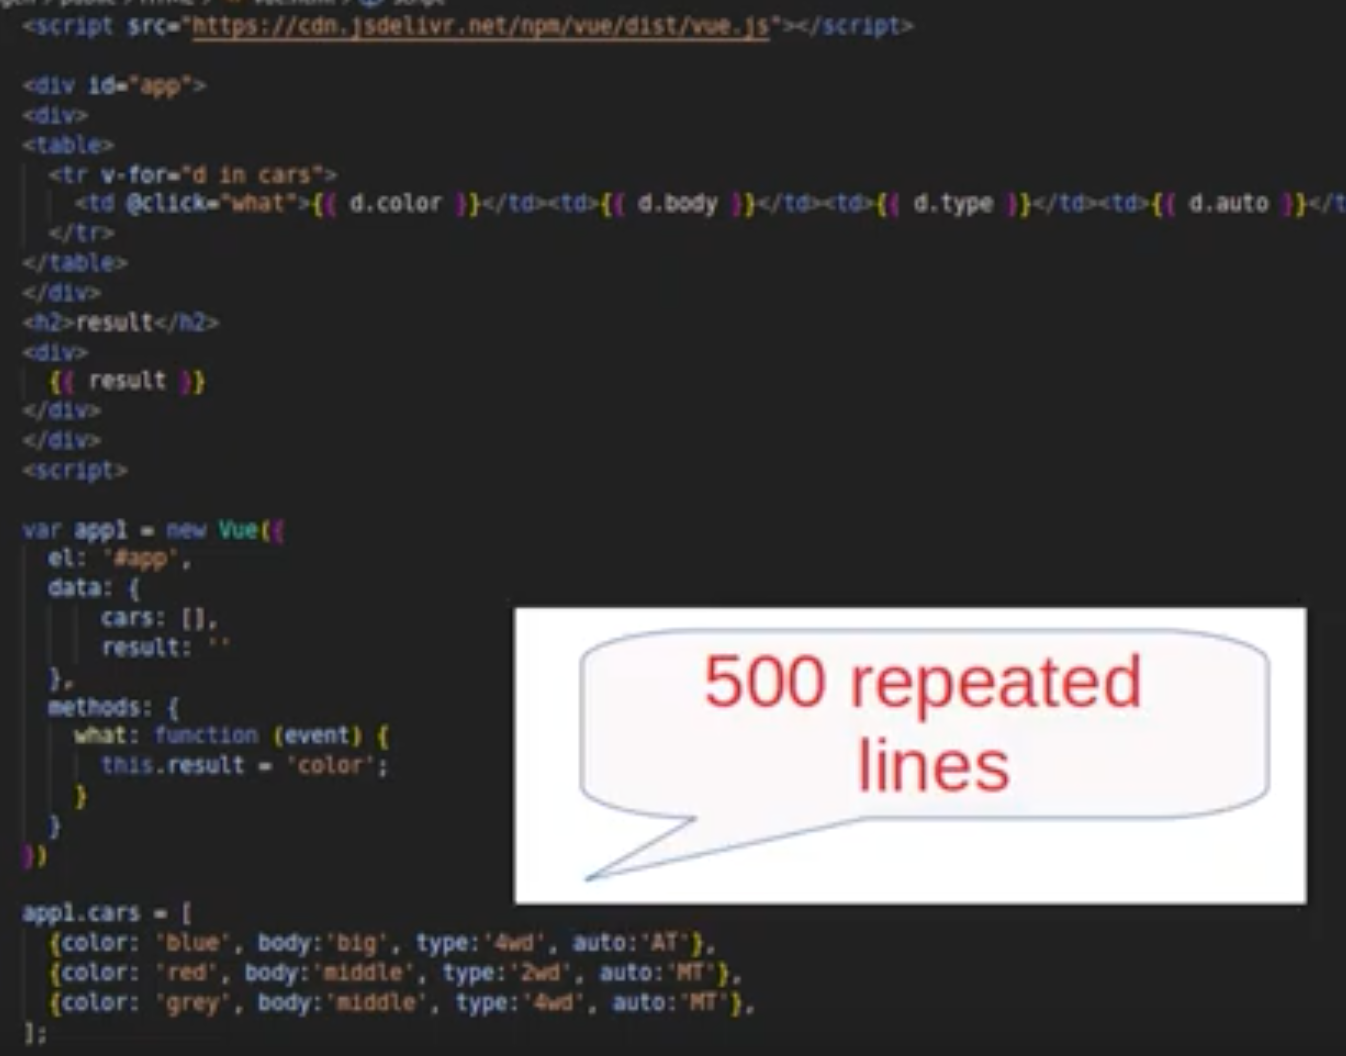 <script src="https://cdn.jsdelivr.net/npm/vue/dist/vue.js"></script>
<div id="app">
<div>
<table>
<tr v-for="d in cars">
<td @click="what">{{ d.color }}</td><td>{{ d.body }}</td><td>{{ d.type }}</td><td>{{ d.auto }}</t
</tr>
</table>
</div>
<h2>result</h2>
<div>
{{ result }}
</div>
</div>
<script>
var app1 = new Vue({
el: '#app',
data: {
cars: [],
result: ''
},
methods: {
what: function (event) {
this.result = 'color';
}
}
})
500 repeated
lines
app1.cars = [
{color: 'blue', body:'big', type:'4wd', auto:'AT'},
{color: 'red', body:'middle', type:'2wd', auto:'MT'},
{color: 'grey', body:'middle', type:'4wd', auto:'MT'},
];